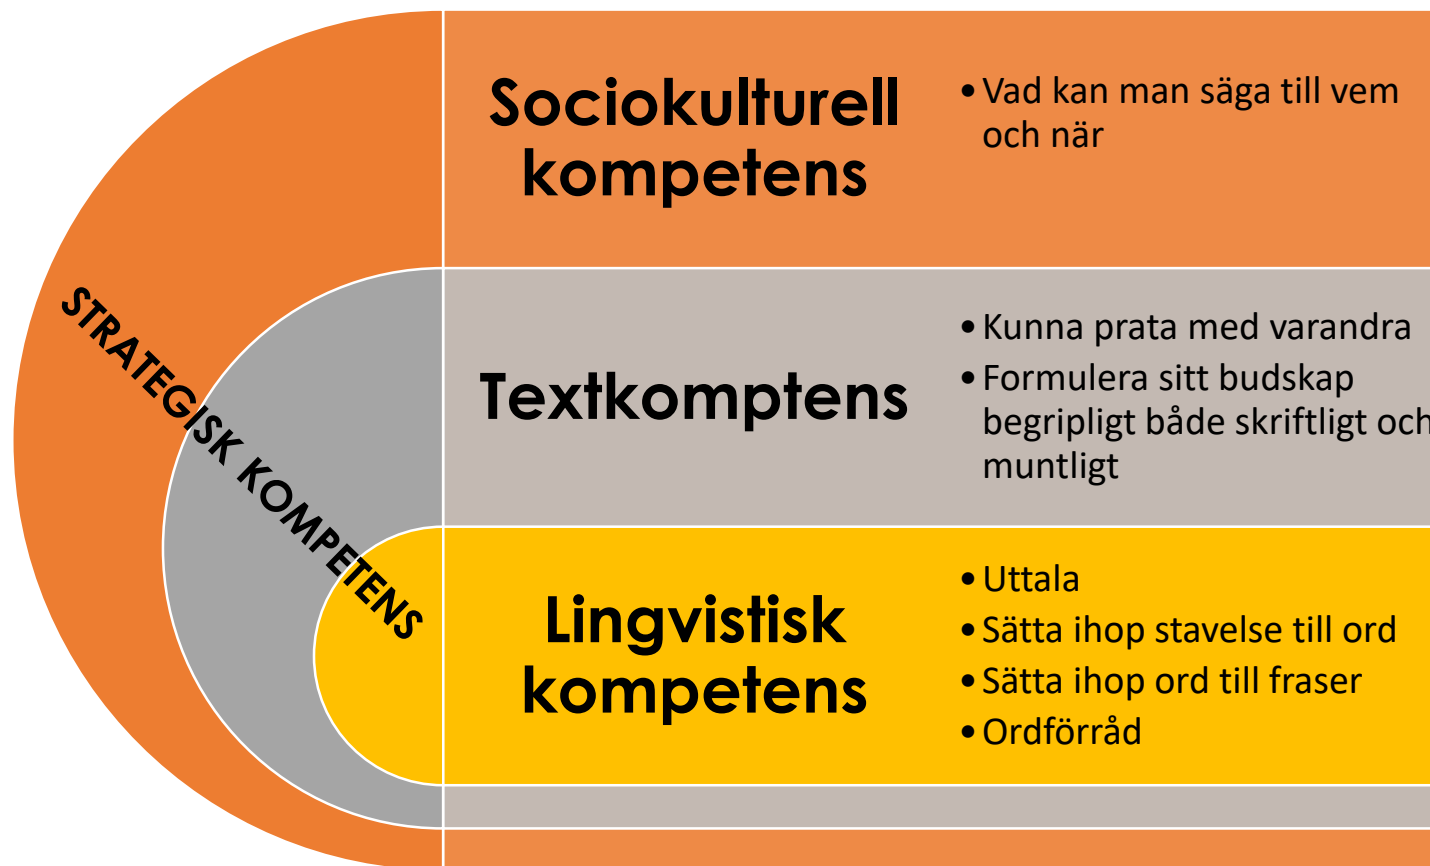 Sociokulturell
kompetens
• Vad kan man säga till vem
och när
STRATEGISK KOMPETENS
Textkomptens
• Kunna prata med varandra
• Formulera sitt budskap
begripligt både skriftligt och
muntligt
Lingvistisk
kompetens
• Uttala
• Sätta ihop stavelse till ord
• Sätta ihop ord till fraser
• Ordförråd